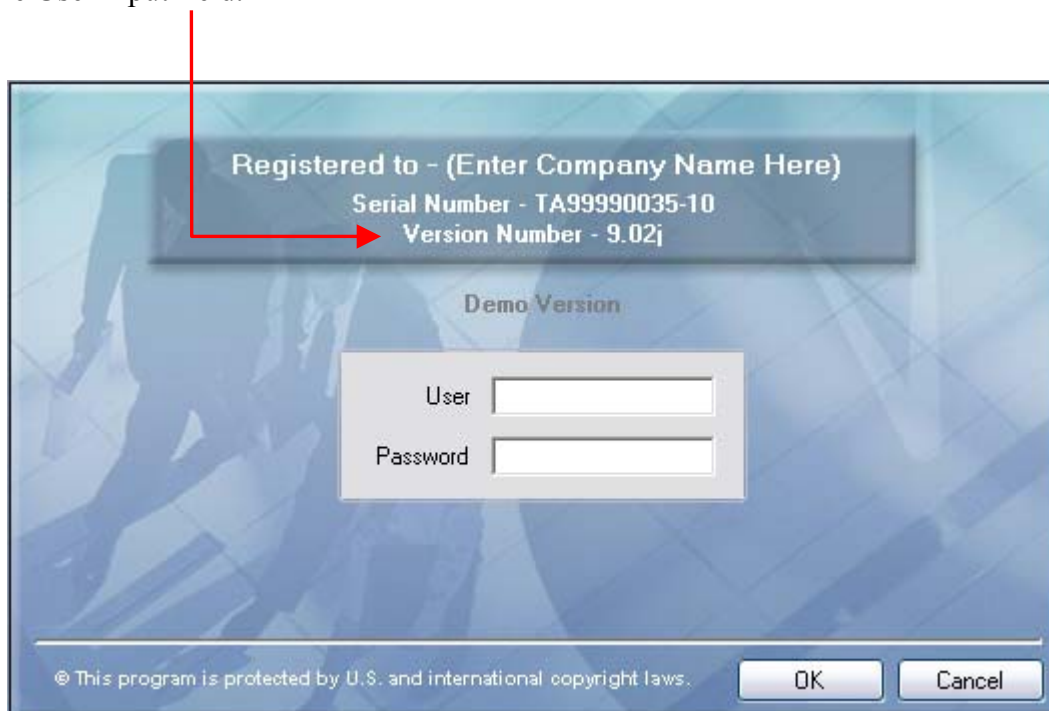 Registered to - (Enter Company Name Here)
Serial Number - TA99990035-10
Version Number - 9.02j
Demo Version
User
Password
© This program is protected by U.S. and international copyright laws.
OK
Cancel